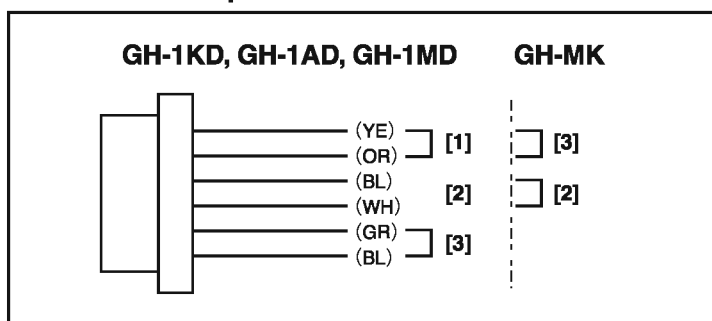 GH-1KD, GH-1AD, GH-1MD GH-MK
(YE)
[1] [3]
(OR)
(BL)
[2] [2]
(WH)
(GR)
[3]
(BL)